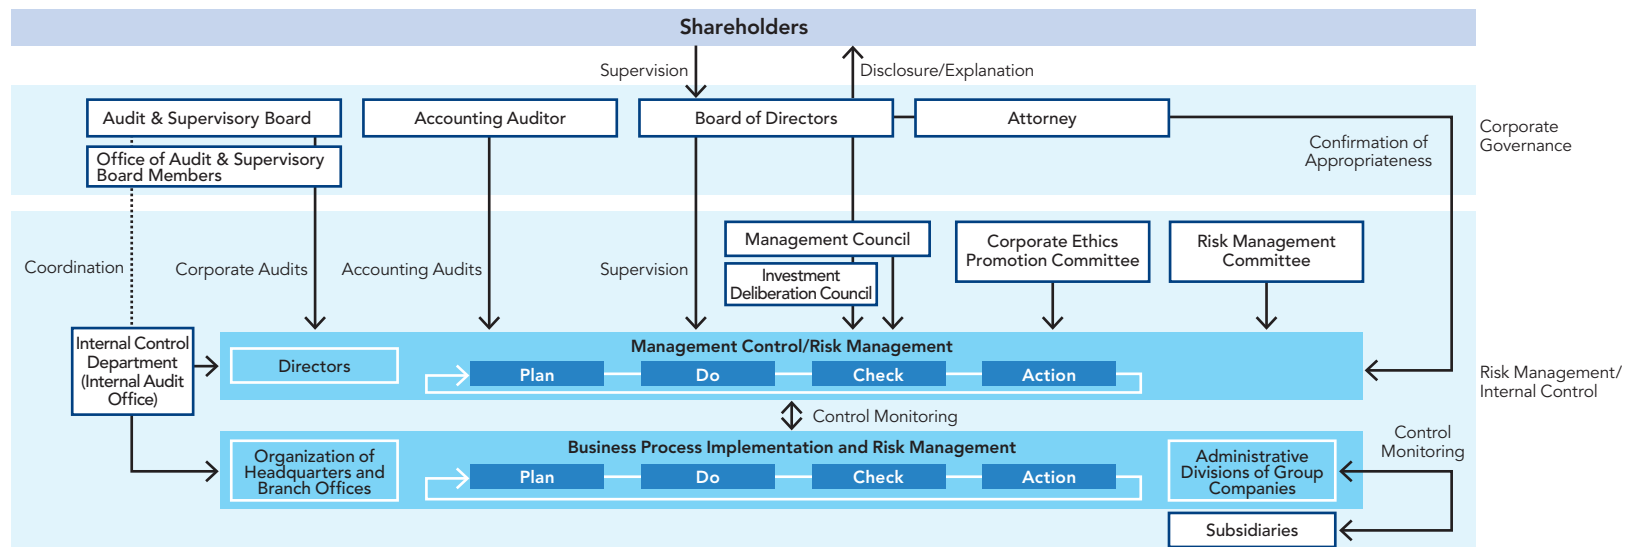 Shareholders
Supervision
Disclosure/Explanation
Audit & Supervisory Board
Accounting Auditor
Board of Directors
Attorney
Office of Audit & Supervisory
Board Members
Confirmation of
Appropriateness
Corporate
Governance
Coordination
Corporate Audits
Accounting Audits
Supervision
Management Council
Investment
Deliberation Council
Corporate Ethics
Promotion Committee
Risk Management
Committee
Internal Control
Department
(Internal Audit
Office)
Management Control/Risk Management
Directors
Plan
Do
Check
Action
Risk Management/
Internal Control
Control Monitoring
Business Process Implementation and Risk Management
Organization of
Headquarters and
Branch Offices
Plan
Do
Check
Action
Administrative
Divisions of Group
Companies
Control
Monitoring
Subsidiaries